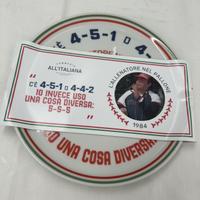 C'È 4-5-1 O 4-4-2
ALL'ITALIANA
"C'È 4-5-1 O 4-4-2
IO INVECE USO
UNA COSA DIVERSA:
5-5-5"
L'ALLENATORE NEL PALLONE
1984
UNA COSA DIVERSA